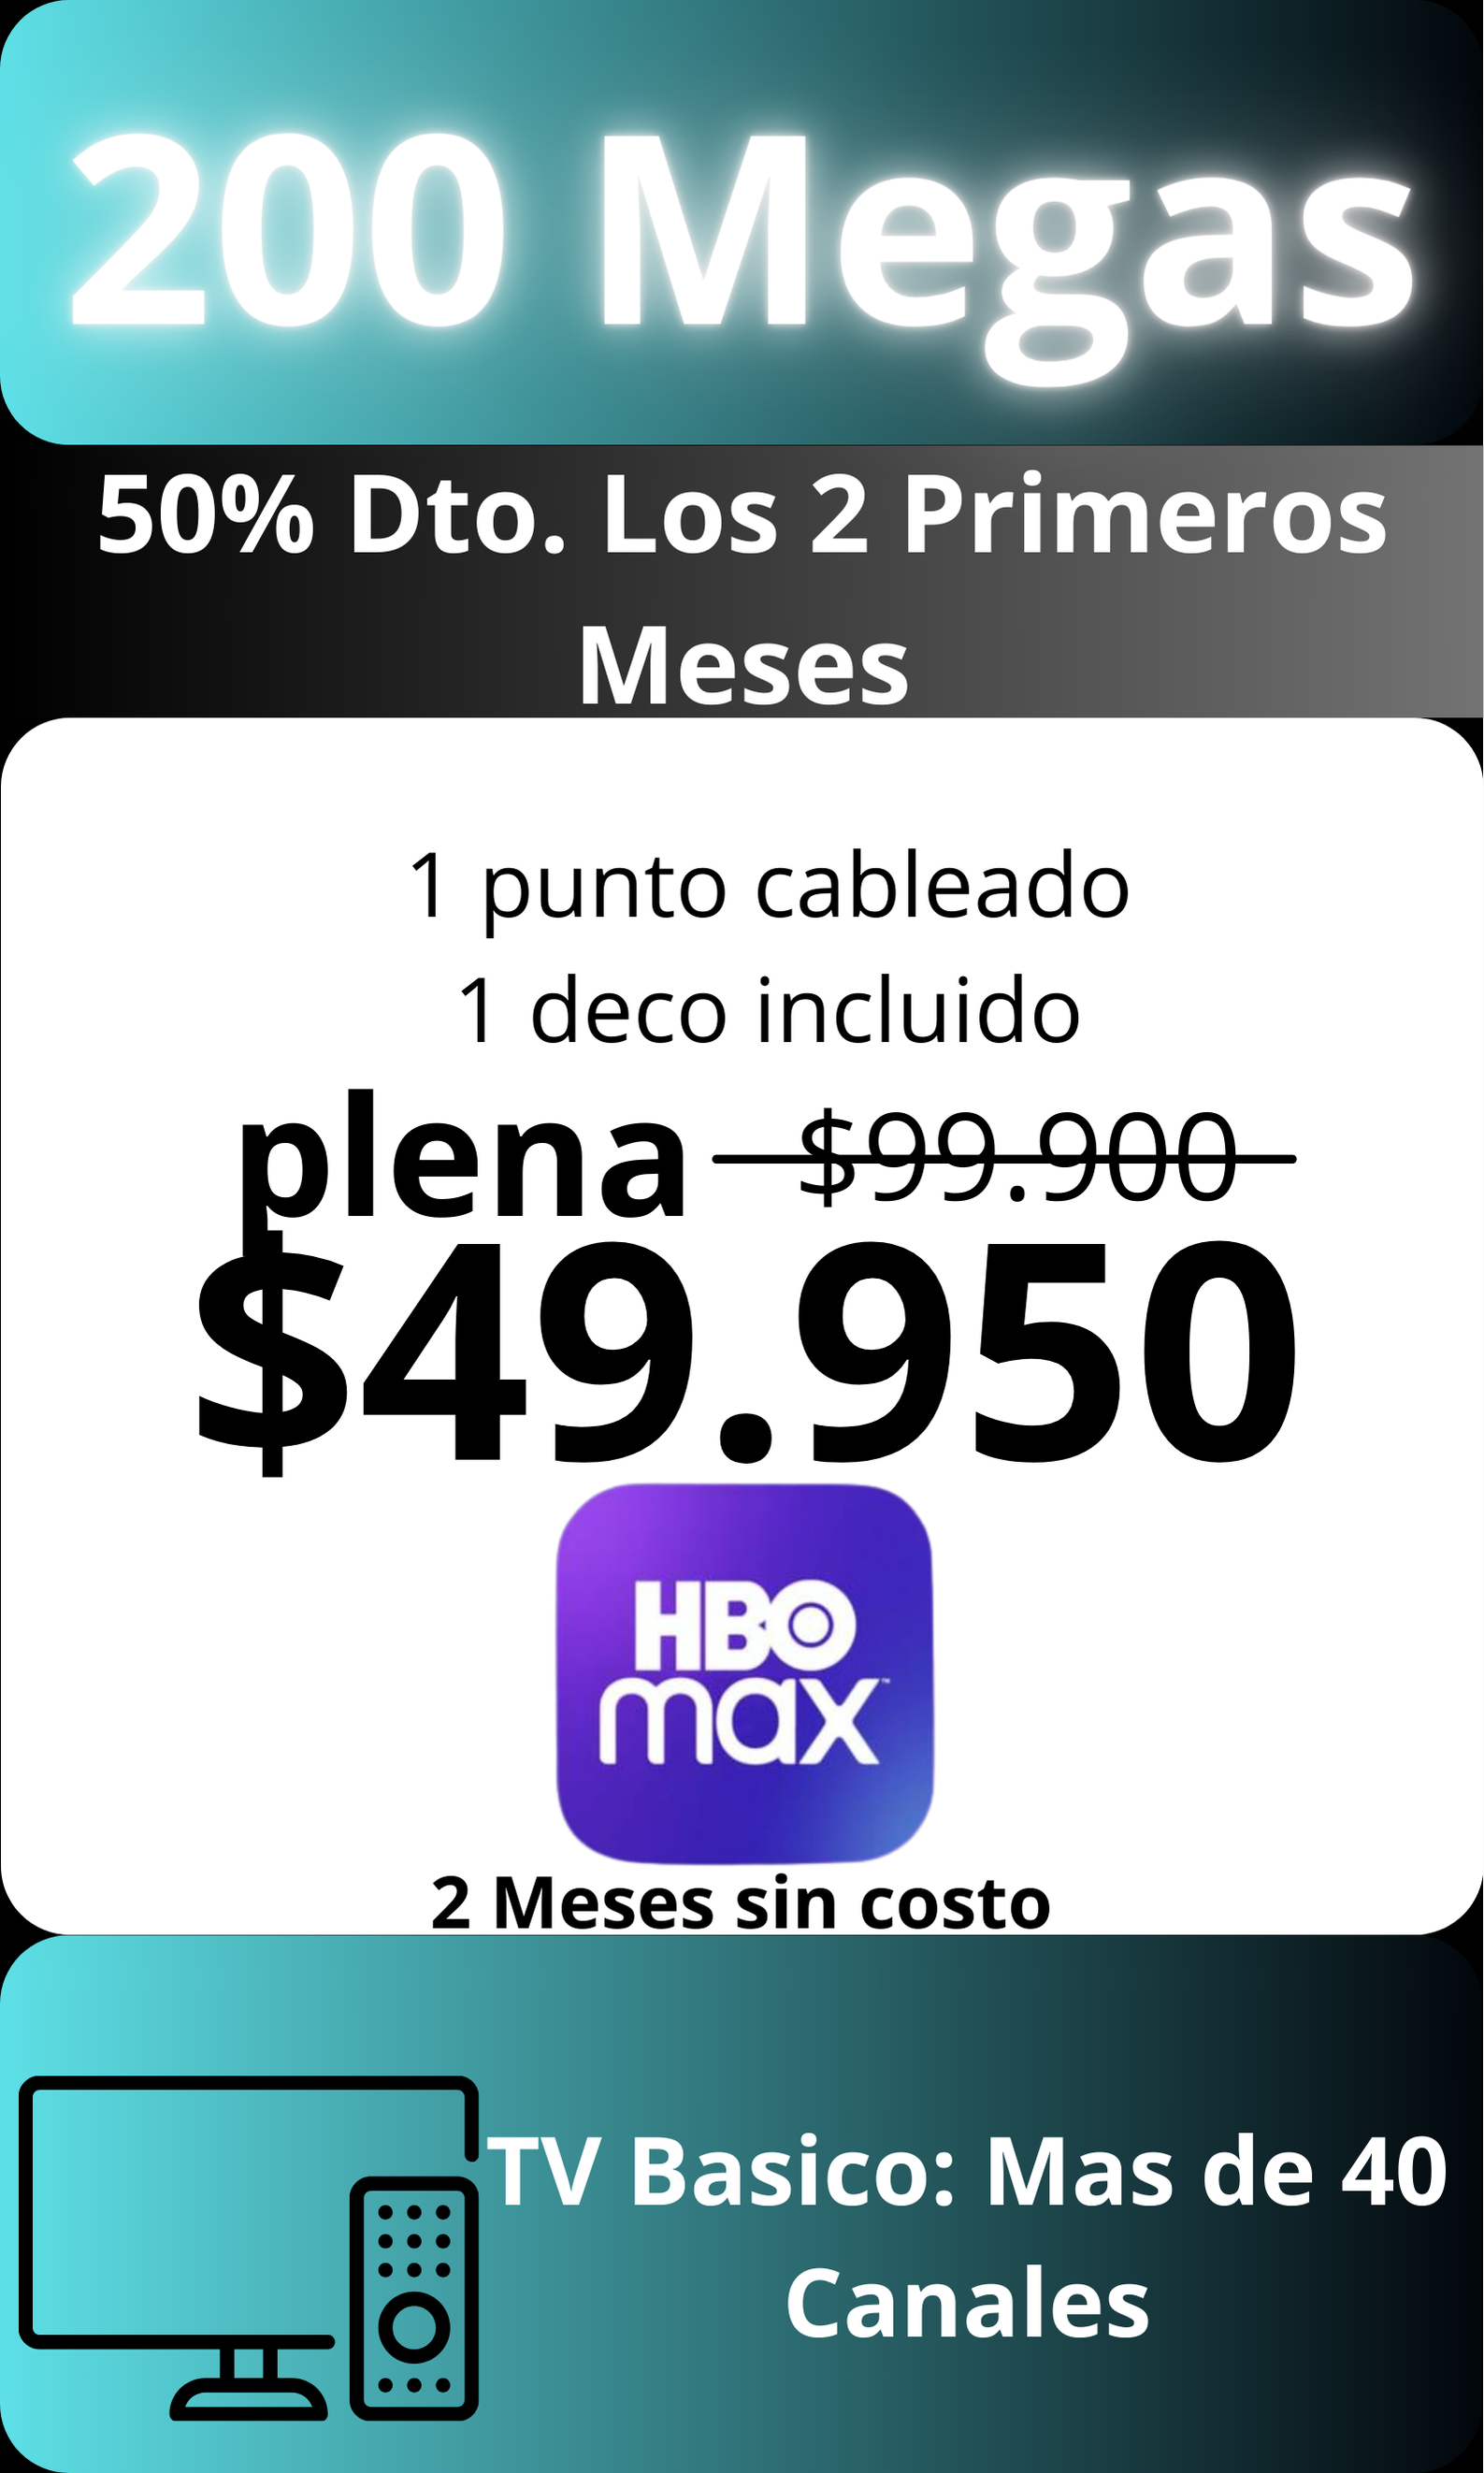 200 Megas
50% Dto. Los 2 Primeros
Meses
1 punto cableado
1 deco incluido
plena $99.900
$49.950
HBO
max™
2 Meses sin costo
TV Basico: Mas de 40
Canales